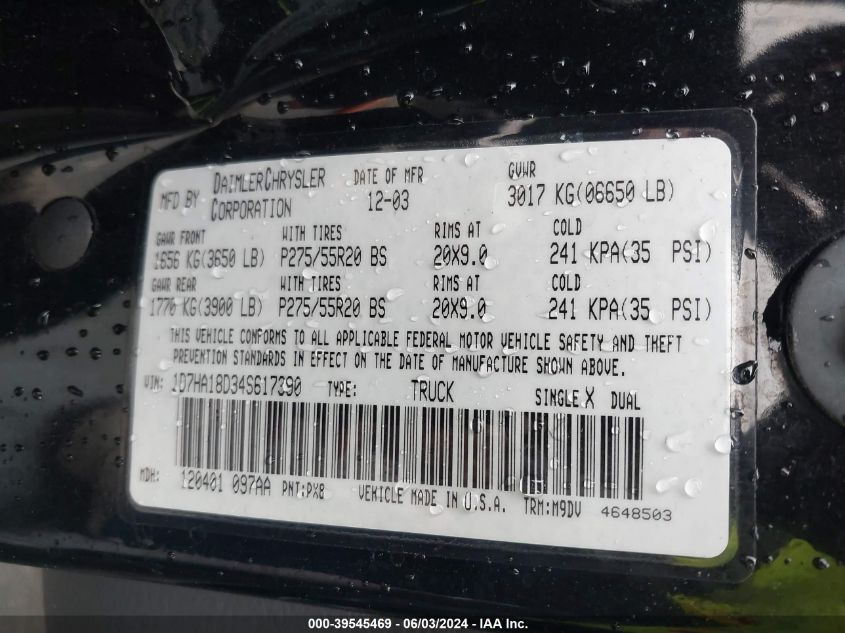 MFD BY DAIMLERCHRYSLER CORPORATION DATE OF MFR 12-03 GVWR 3017 KG(06650 LB)
GAWR FRONT WITH TIRES RIMS AT COLD
1656 KG(3650 LB) P275/55R20 BS 20X9.0 241 KPA(35 PSI)
GAWR REAR WITH TIRES RIMS AT COLD
1770 KG(3900 LB) P275/55R20 BS 20X9.0 241 KPA(35 PSI)
THIS VEHICLE CONFORMS TO ALL APPLICABLE FEDERAL MOTOR VEHICLE SAFETY AND THEFT
PREVENTION STANDARDS IN EFFECT ON THE DATE OF MANUFACTURE SHOWN ABOVE.
VIN: 1D7HA18D34S617390 TYPE: TRUCK SINGLE X DUAL
MDH: 120401 097AA PNT:PX8 VEHICLE MADE IN U.S.A. TRM:M9DV 4648503
000-39545469 - 06/03/2024 - IAA Inc.